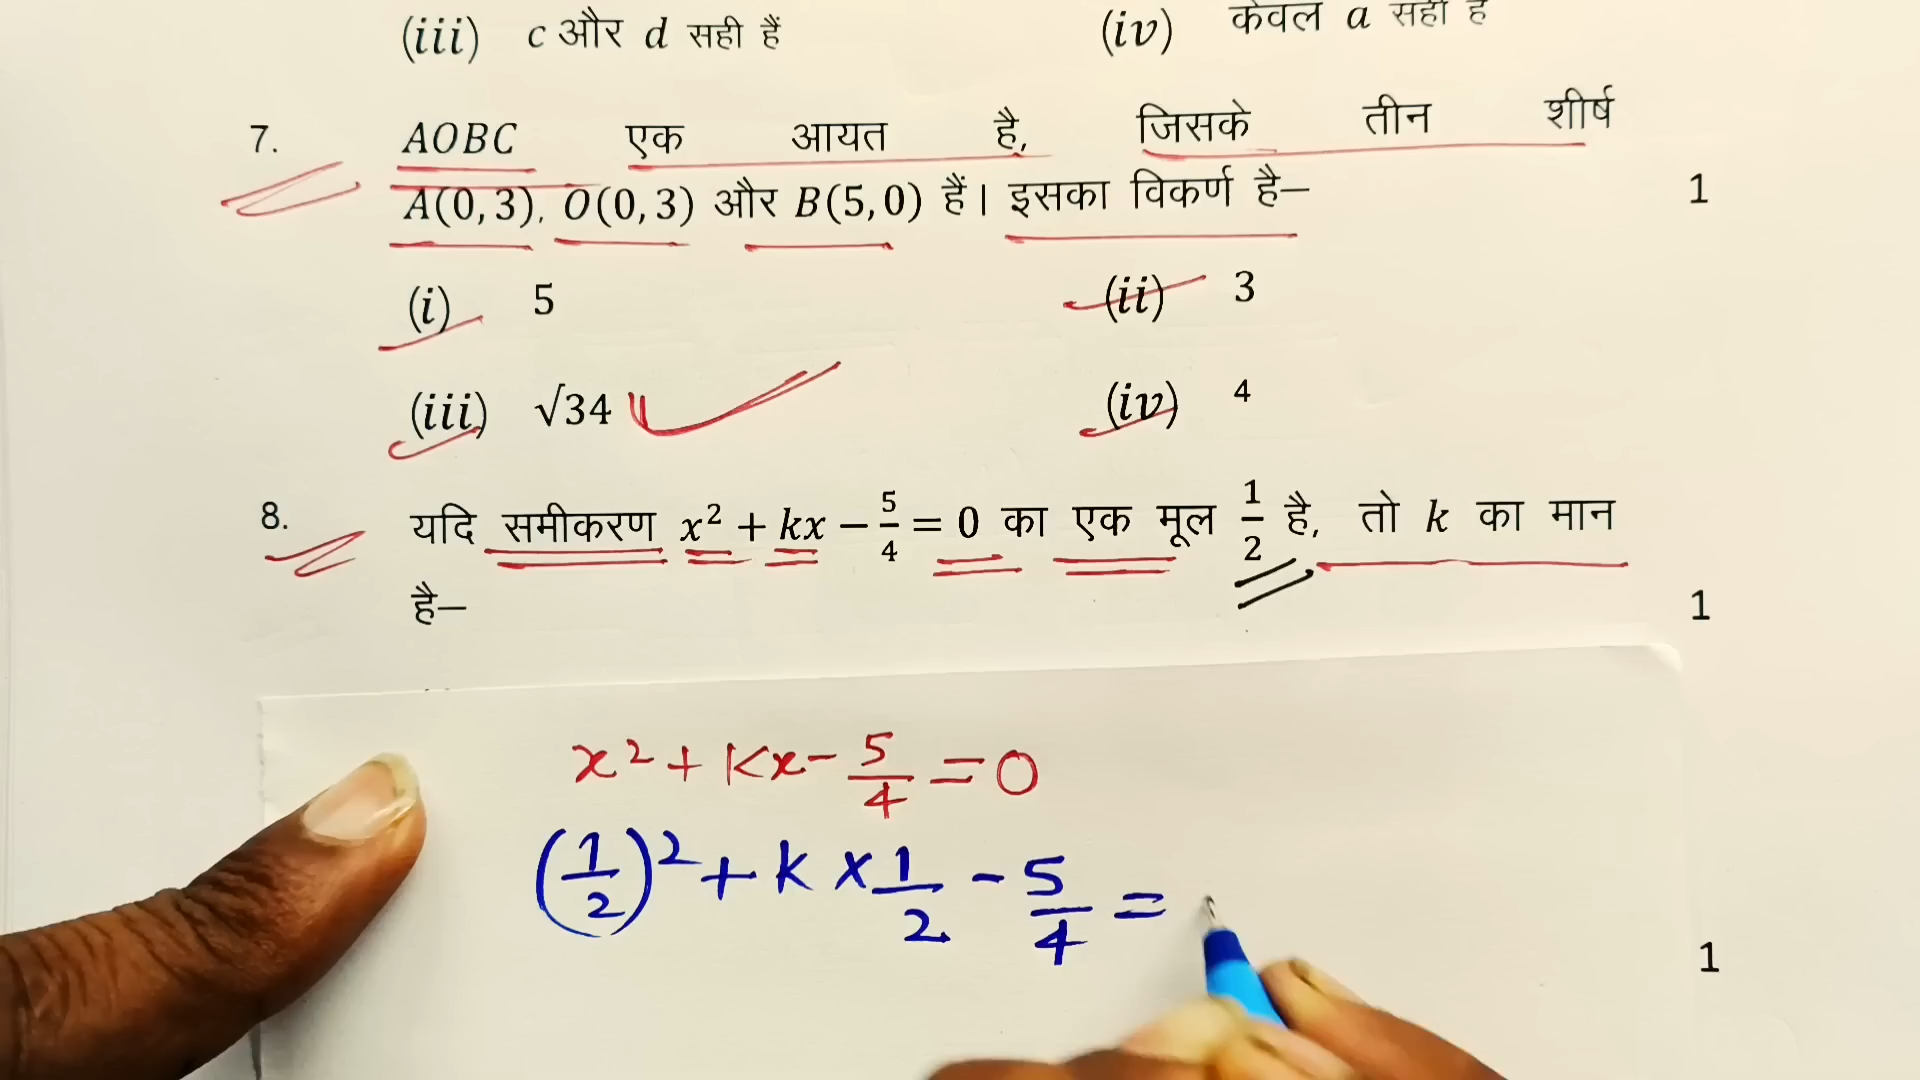 (iii) c और d सही हैं (iv) केवल a सही है
7. AOBC एक आयत है, जिसके तीन शीर्ष
A(0,3), O(0,3) और B(5,0) हैं। इसका विकर्ण है– 1
(i) 5 (ii) 3
(iii) √34 (iv) 4
8. यदि समीकरण x² + kx − 5/4 = 0 का एक मूल 1/2 है, तो k का मान
है– 1
x² + Kx − 5/4 = 0
(1/2)² + K × 1/2 − 5/4 =
1